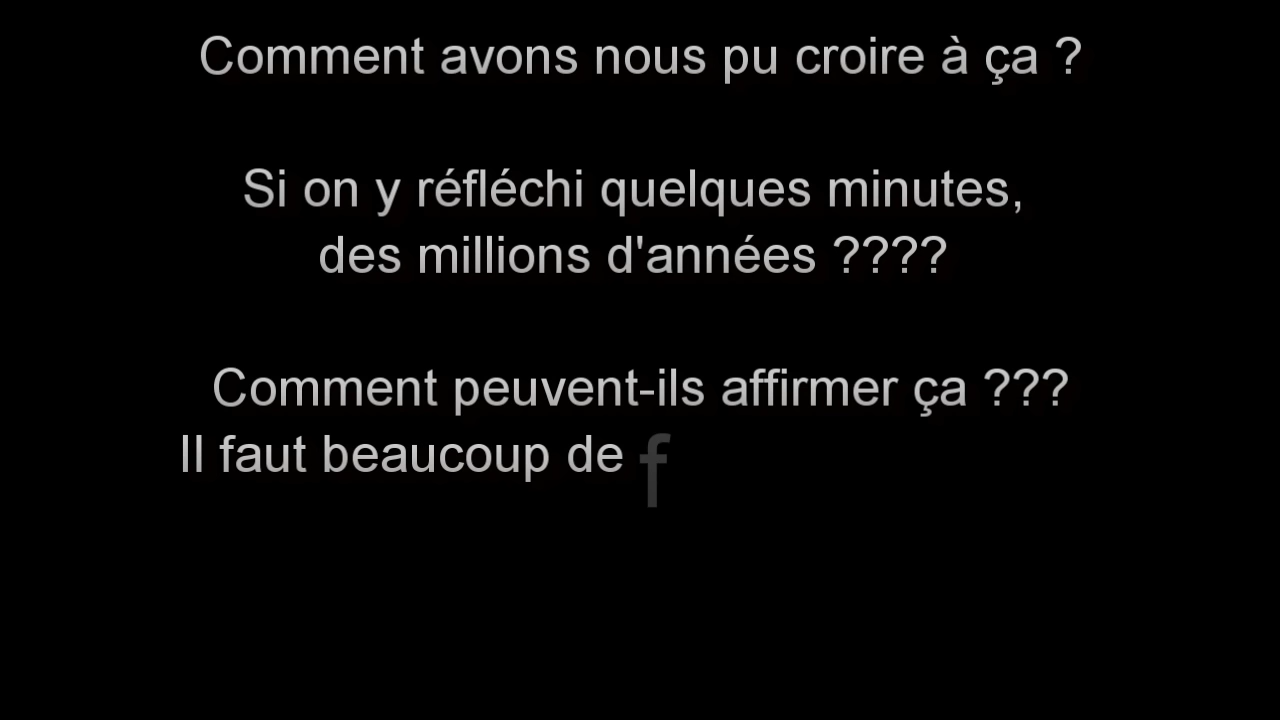 Comment avons nous pu croire à ça ?
Si on y réfléchi quelques minutes,
des millions d'années ????
Comment peuvent-ils affirmer ça ???
Il faut beaucoup de f